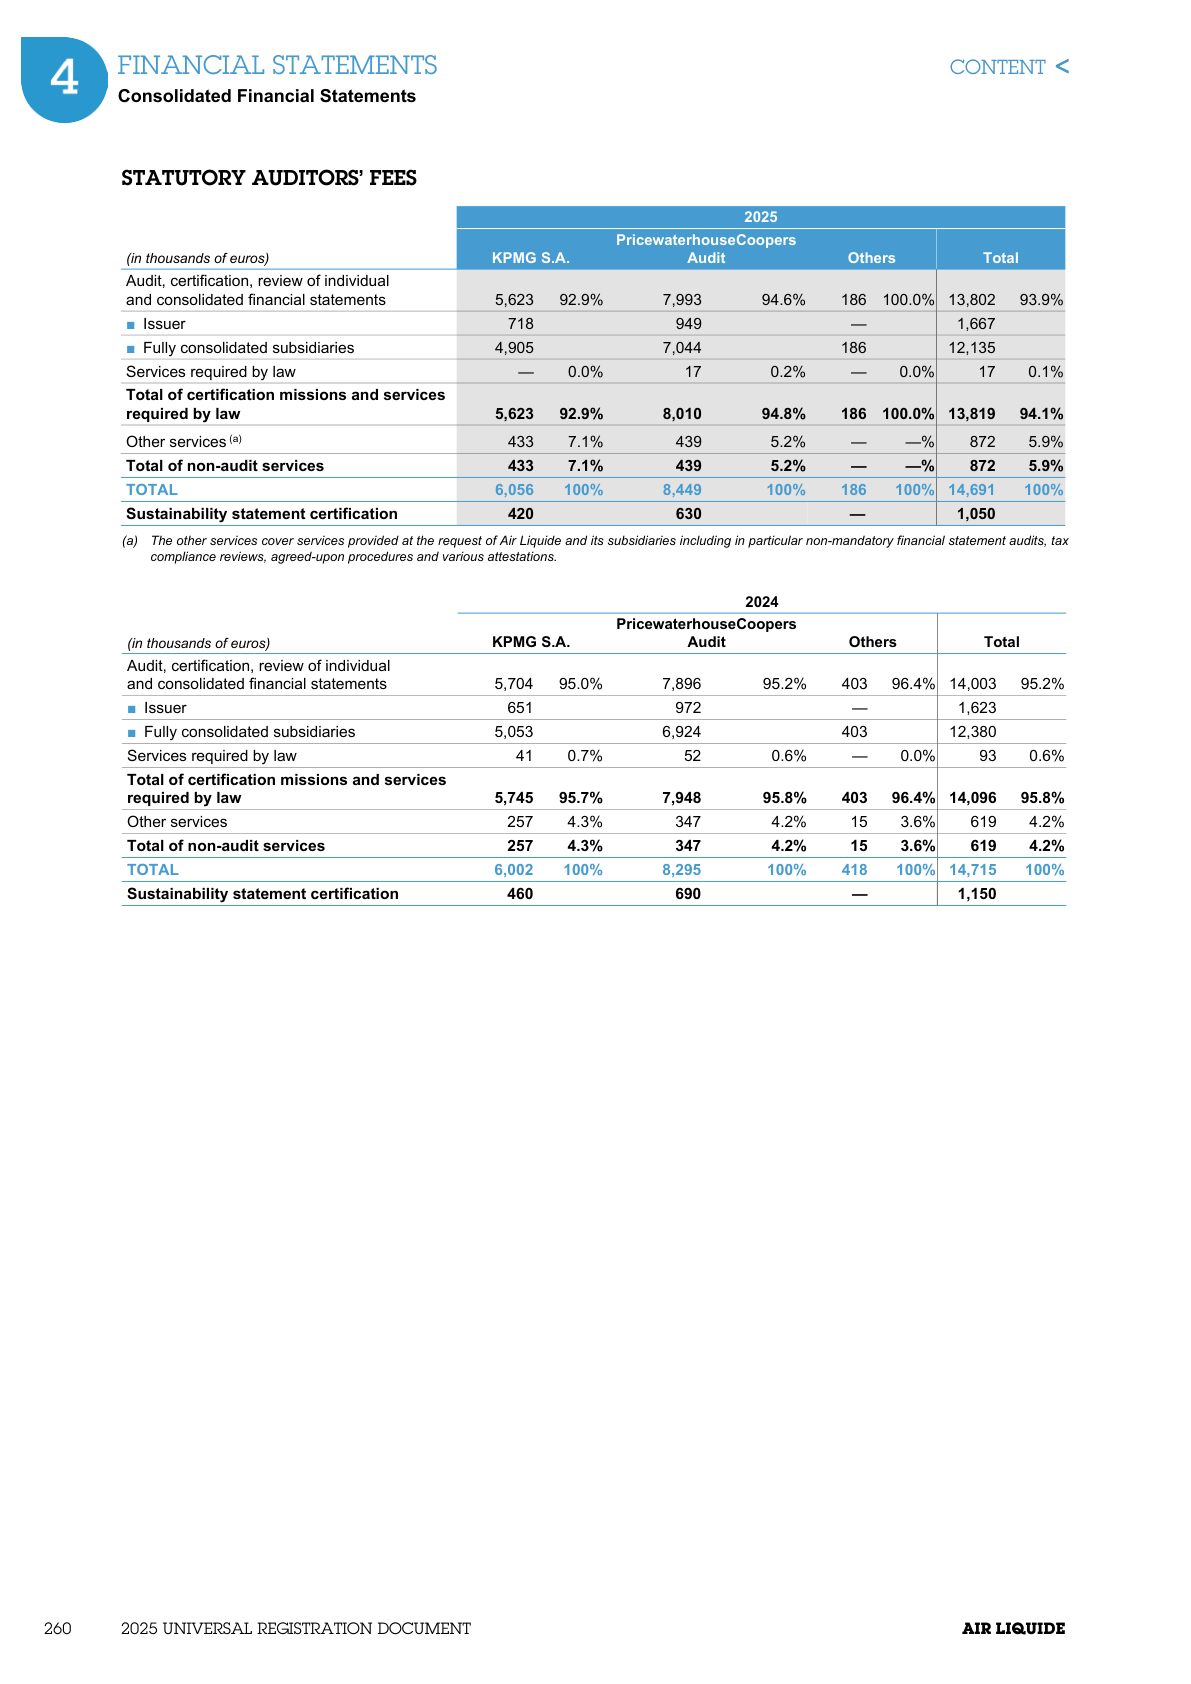 4
FINANCIAL STATEMENTS
CONTENT <
Consolidated Financial Statements
STATUTORY AUDITORS’ FEES
2025
(in thousands of euros) KPMG S.A. PricewaterhouseCoopers Audit Others Total
Audit, certification, review of individual
and consolidated financial statements 5,623 92.9% 7,993 94.6% 186 100.0% 13,802 93.9%
■ Issuer 718 949 — 1,667
■ Fully consolidated subsidiaries 4,905 7,044 186 12,135
Services required by law — 0.0% 17 0.2% — 0.0% 17 0.1%
Total of certification missions and services
required by law 5,623 92.9% 8,010 94.8% 186 100.0% 13,819 94.1%
Other services (a) 433 7.1% 439 5.2% — —% 872 5.9%
Total of non-audit services 433 7.1% 439 5.2% — —% 872 5.9%
TOTAL 6,056 100% 8,449 100% 186 100% 14,691 100%
Sustainability statement certification 420 630 — 1,050
(a) The other services cover services provided at the request of Air Liquide and its subsidiaries including in particular non-mandatory financial statement audits, tax
compliance reviews, agreed-upon procedures and various attestations.
2024
(in thousands of euros) KPMG S.A. PricewaterhouseCoopers Audit Others Total
Audit, certification, review of individual
and consolidated financial statements 5,704 95.0% 7,896 95.2% 403 96.4% 14,003 95.2%
■ Issuer 651 972 — 1,623
■ Fully consolidated subsidiaries 5,053 6,924 403 12,380
Services required by law 41 0.7% 52 0.6% — 0.0% 93 0.6%
Total of certification missions and services
required by law 5,745 95.7% 7,948 95.8% 403 96.4% 14,096 95.8%
Other services 257 4.3% 347 4.2% 15 3.6% 619 4.2%
Total of non-audit services 257 4.3% 347 4.2% 15 3.6% 619 4.2%
TOTAL 6,002 100% 8,295 100% 418 100% 14,715 100%
Sustainability statement certification 460 690 — 1,150
260 2025 UNIVERSAL REGISTRATION DOCUMENT AIR LIQUIDE